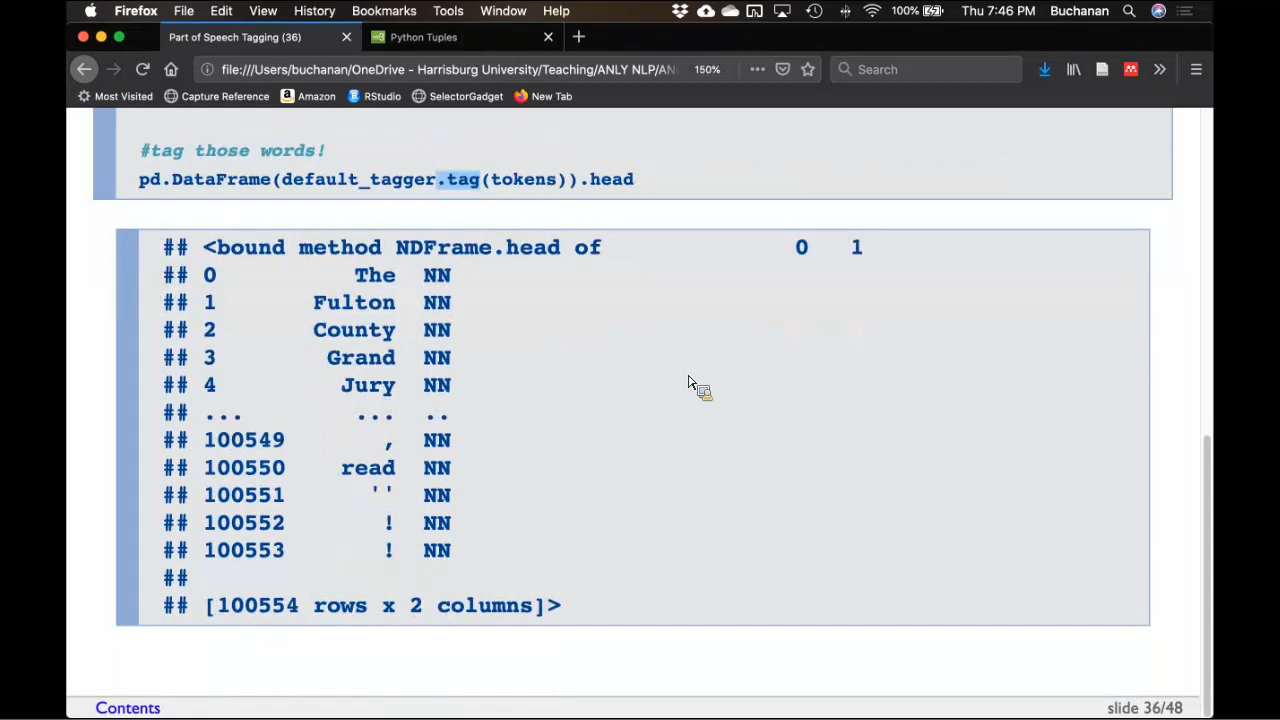 Firefox File Edit View History Bookmarks Tools Window Help 100% Thu 7:46 PM Buchanan
Part of Speech Tagging (36) Python Tuples
file:///Users/buchanan/OneDrive - Harrisburg University/Teaching/ANLY NLP/AN 150% Search
Most Visited Capture Reference Amazon RStudio SelectorGadget New Tab
#tag those words!
pd.DataFrame(default_tagger.tag(tokens)).head
## <bound method NDFrame.head of 0 1
## 0 The NN
## 1 Fulton NN
## 2 County NN
## 3 Grand NN
## 4 Jury NN
## ... ... ..
## 100549 , NN
## 100550 read NN
## 100551 '' NN
## 100552 ! NN
## 100553 ! NN
##
## [100554 rows x 2 columns]>
Contents slide 36/48